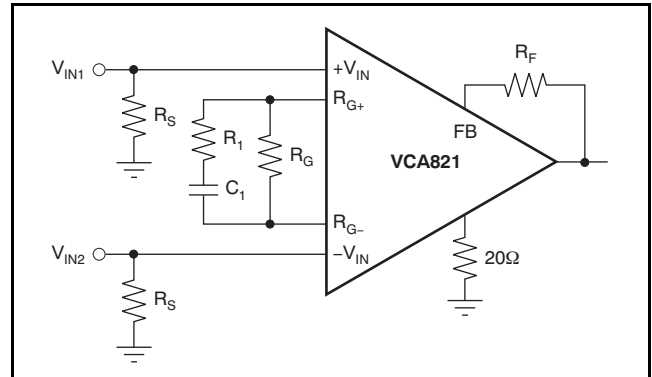 V_IN1
+V_IN
R_F
R_S
R_G+
R_1
R_G
FB
VCA821
C_1
R_G−
V_IN2
−V_IN
20Ω
R_S